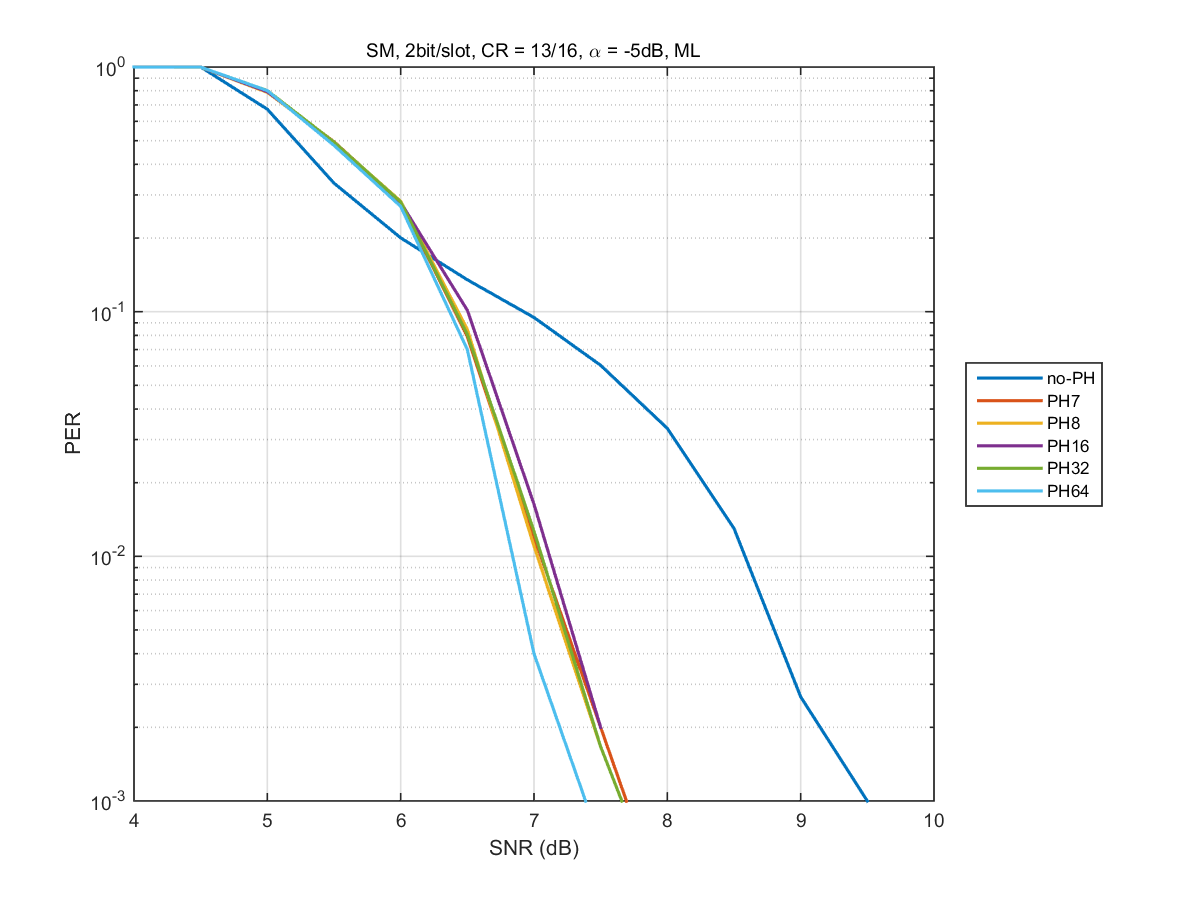 SM, 2bit/slot, CR = 13/16, α = -5dB, ML
10^0
10^-1
10^-2
10^-3
PER
4 5 6 7 8 9 10
SNR (dB)
no-PH
PH7
PH8
PH16
PH32
PH64